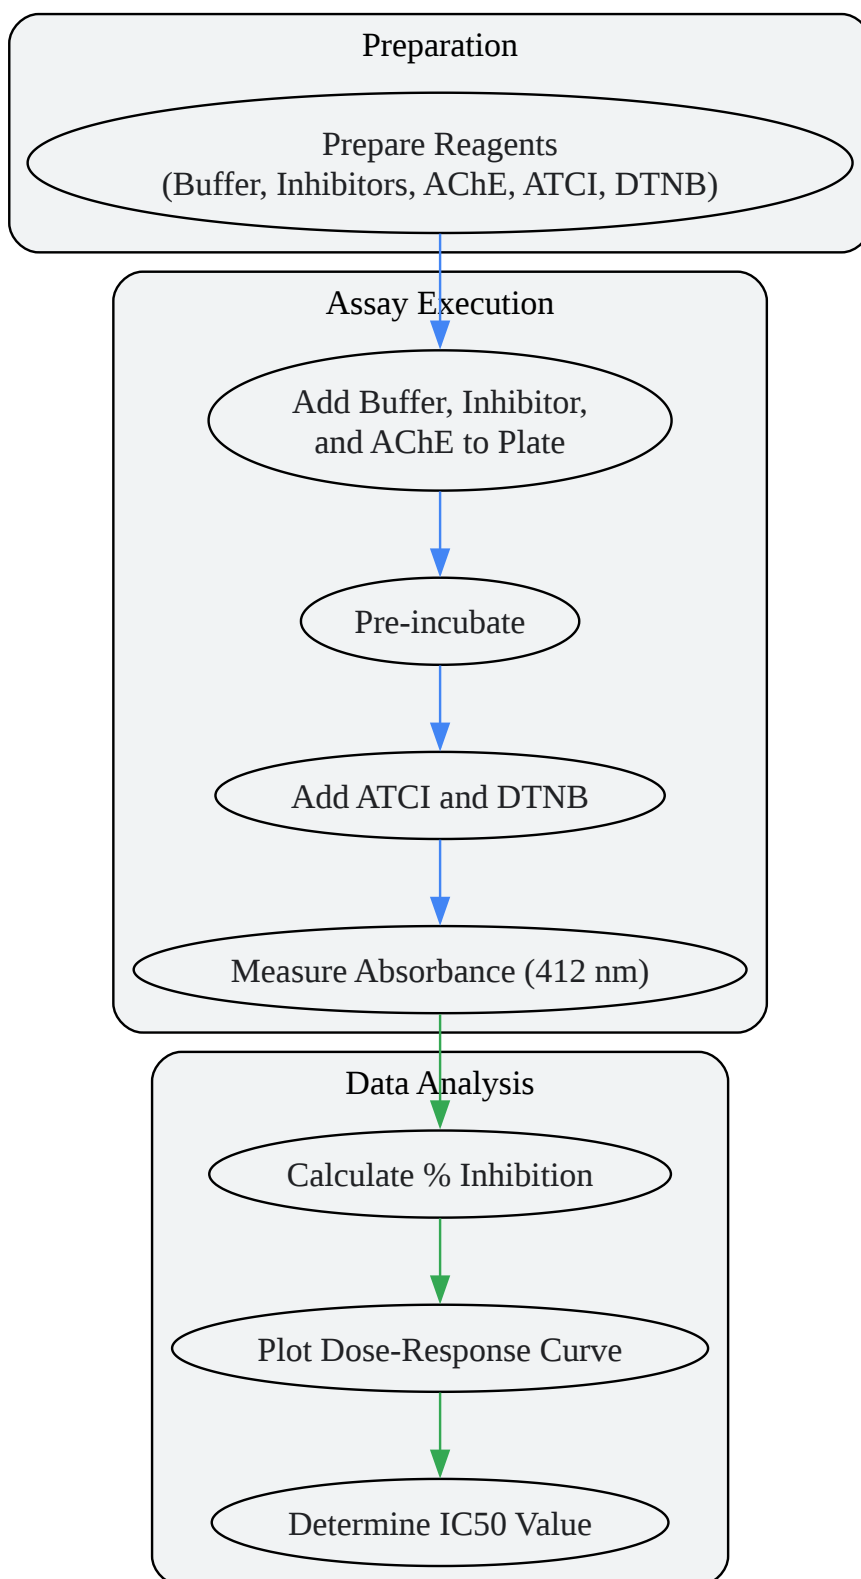 Preparation
Prepare Reagents
(Buffer, Inhibitors, AChE, ATCI, DTNB)
Assay Execution
Add Buffer, Inhibitor,
and AChE to Plate
Pre-incubate
Add ATCI and DTNB
Measure Absorbance (412 nm)
Data Analysis
Calculate % Inhibition
Plot Dose-Response Curve
Determine IC50 Value